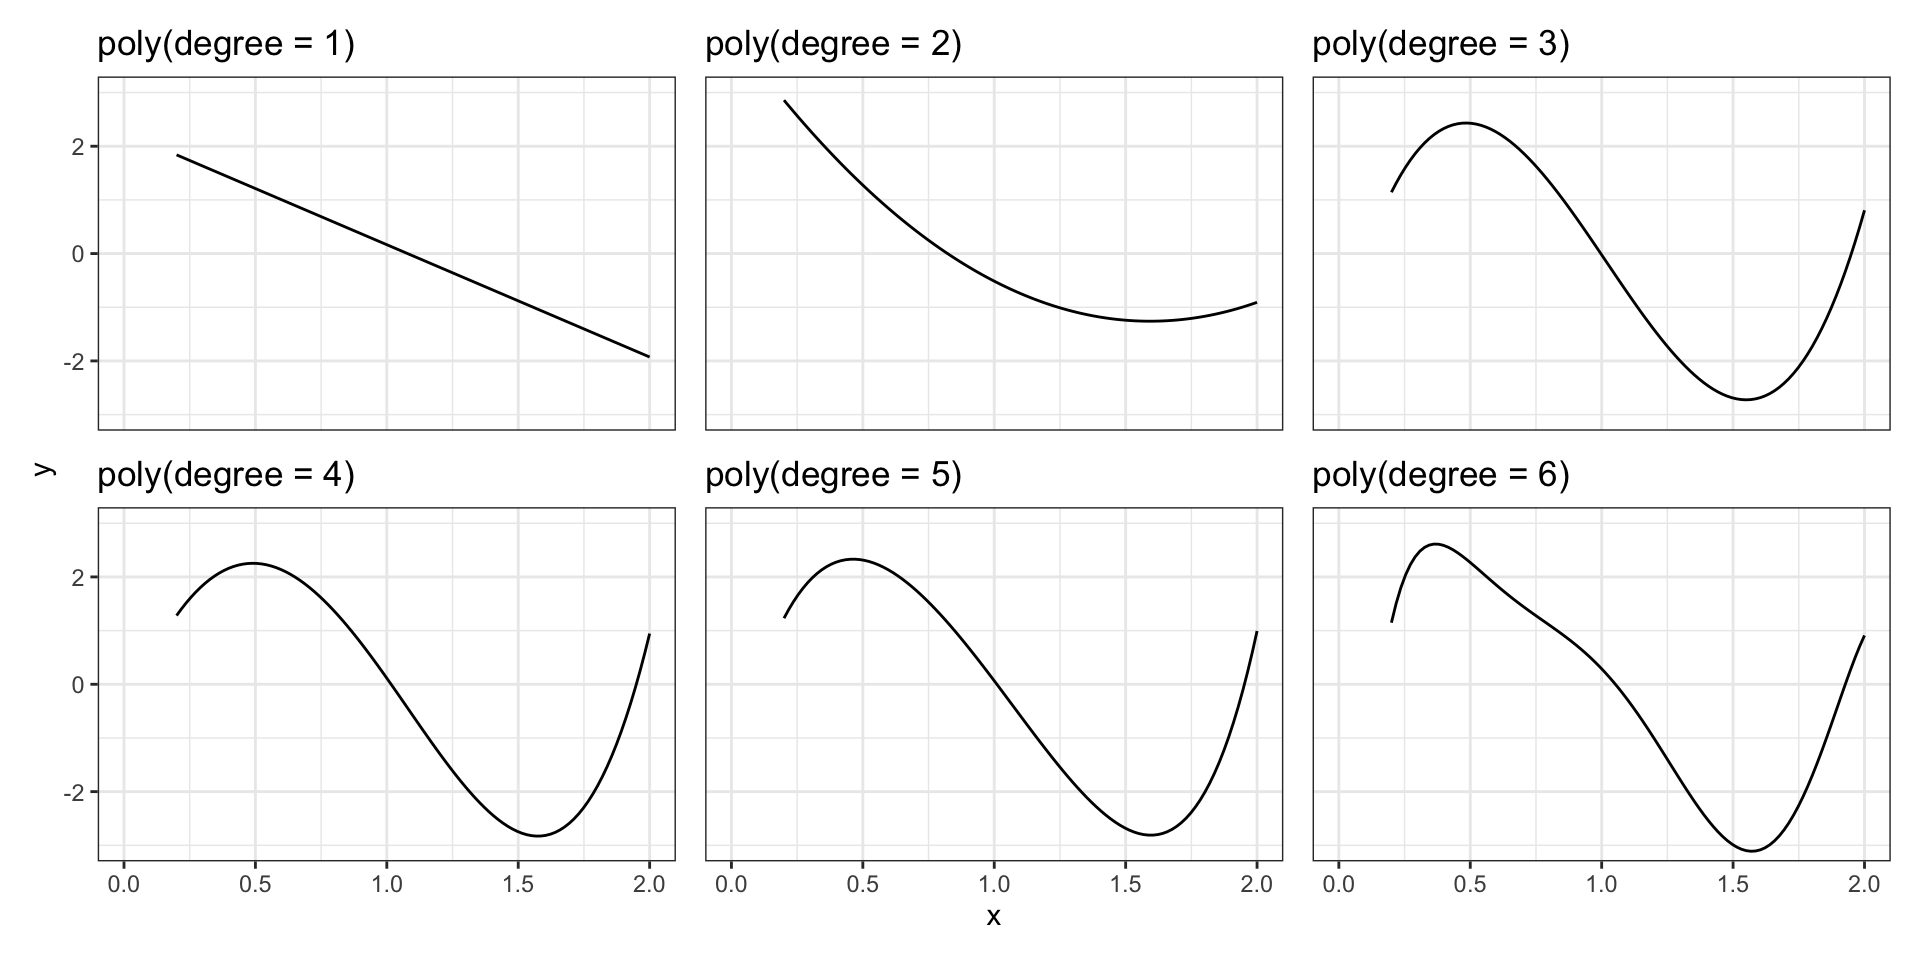 poly(degree = 1)
poly(degree = 2)
poly(degree = 3)
2
0
-2
y
poly(degree = 4)
poly(degree = 5)
poly(degree = 6)
2
0
-2
0.0 0.5 1.0 1.5 2.0
0.0 0.5 1.0 1.5 2.0
0.0 0.5 1.0 1.5 2.0
x